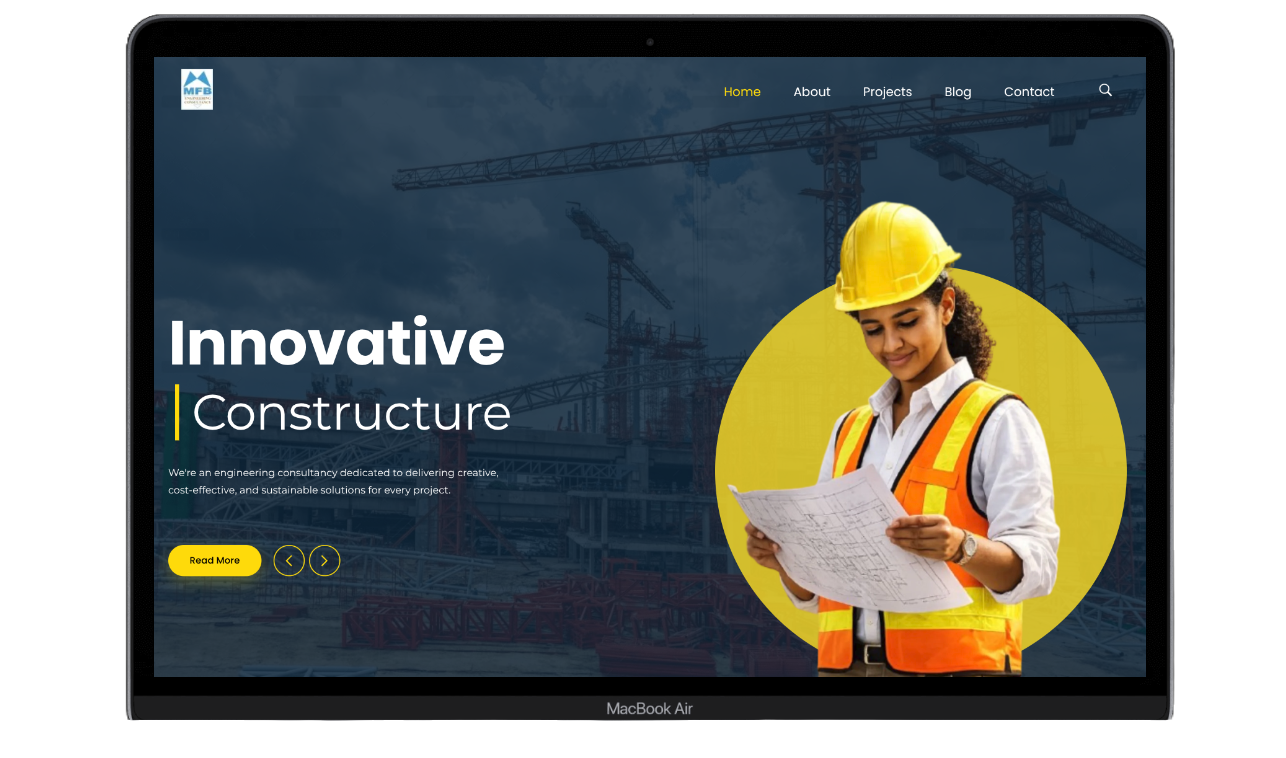 MFB
Home About Projects Blog Contact
Innovative
Constructure
We're an engineering consultancy dedicated to delivering creative,
cost-effective, and sustainable solutions for every project.
Read More
MacBook Air